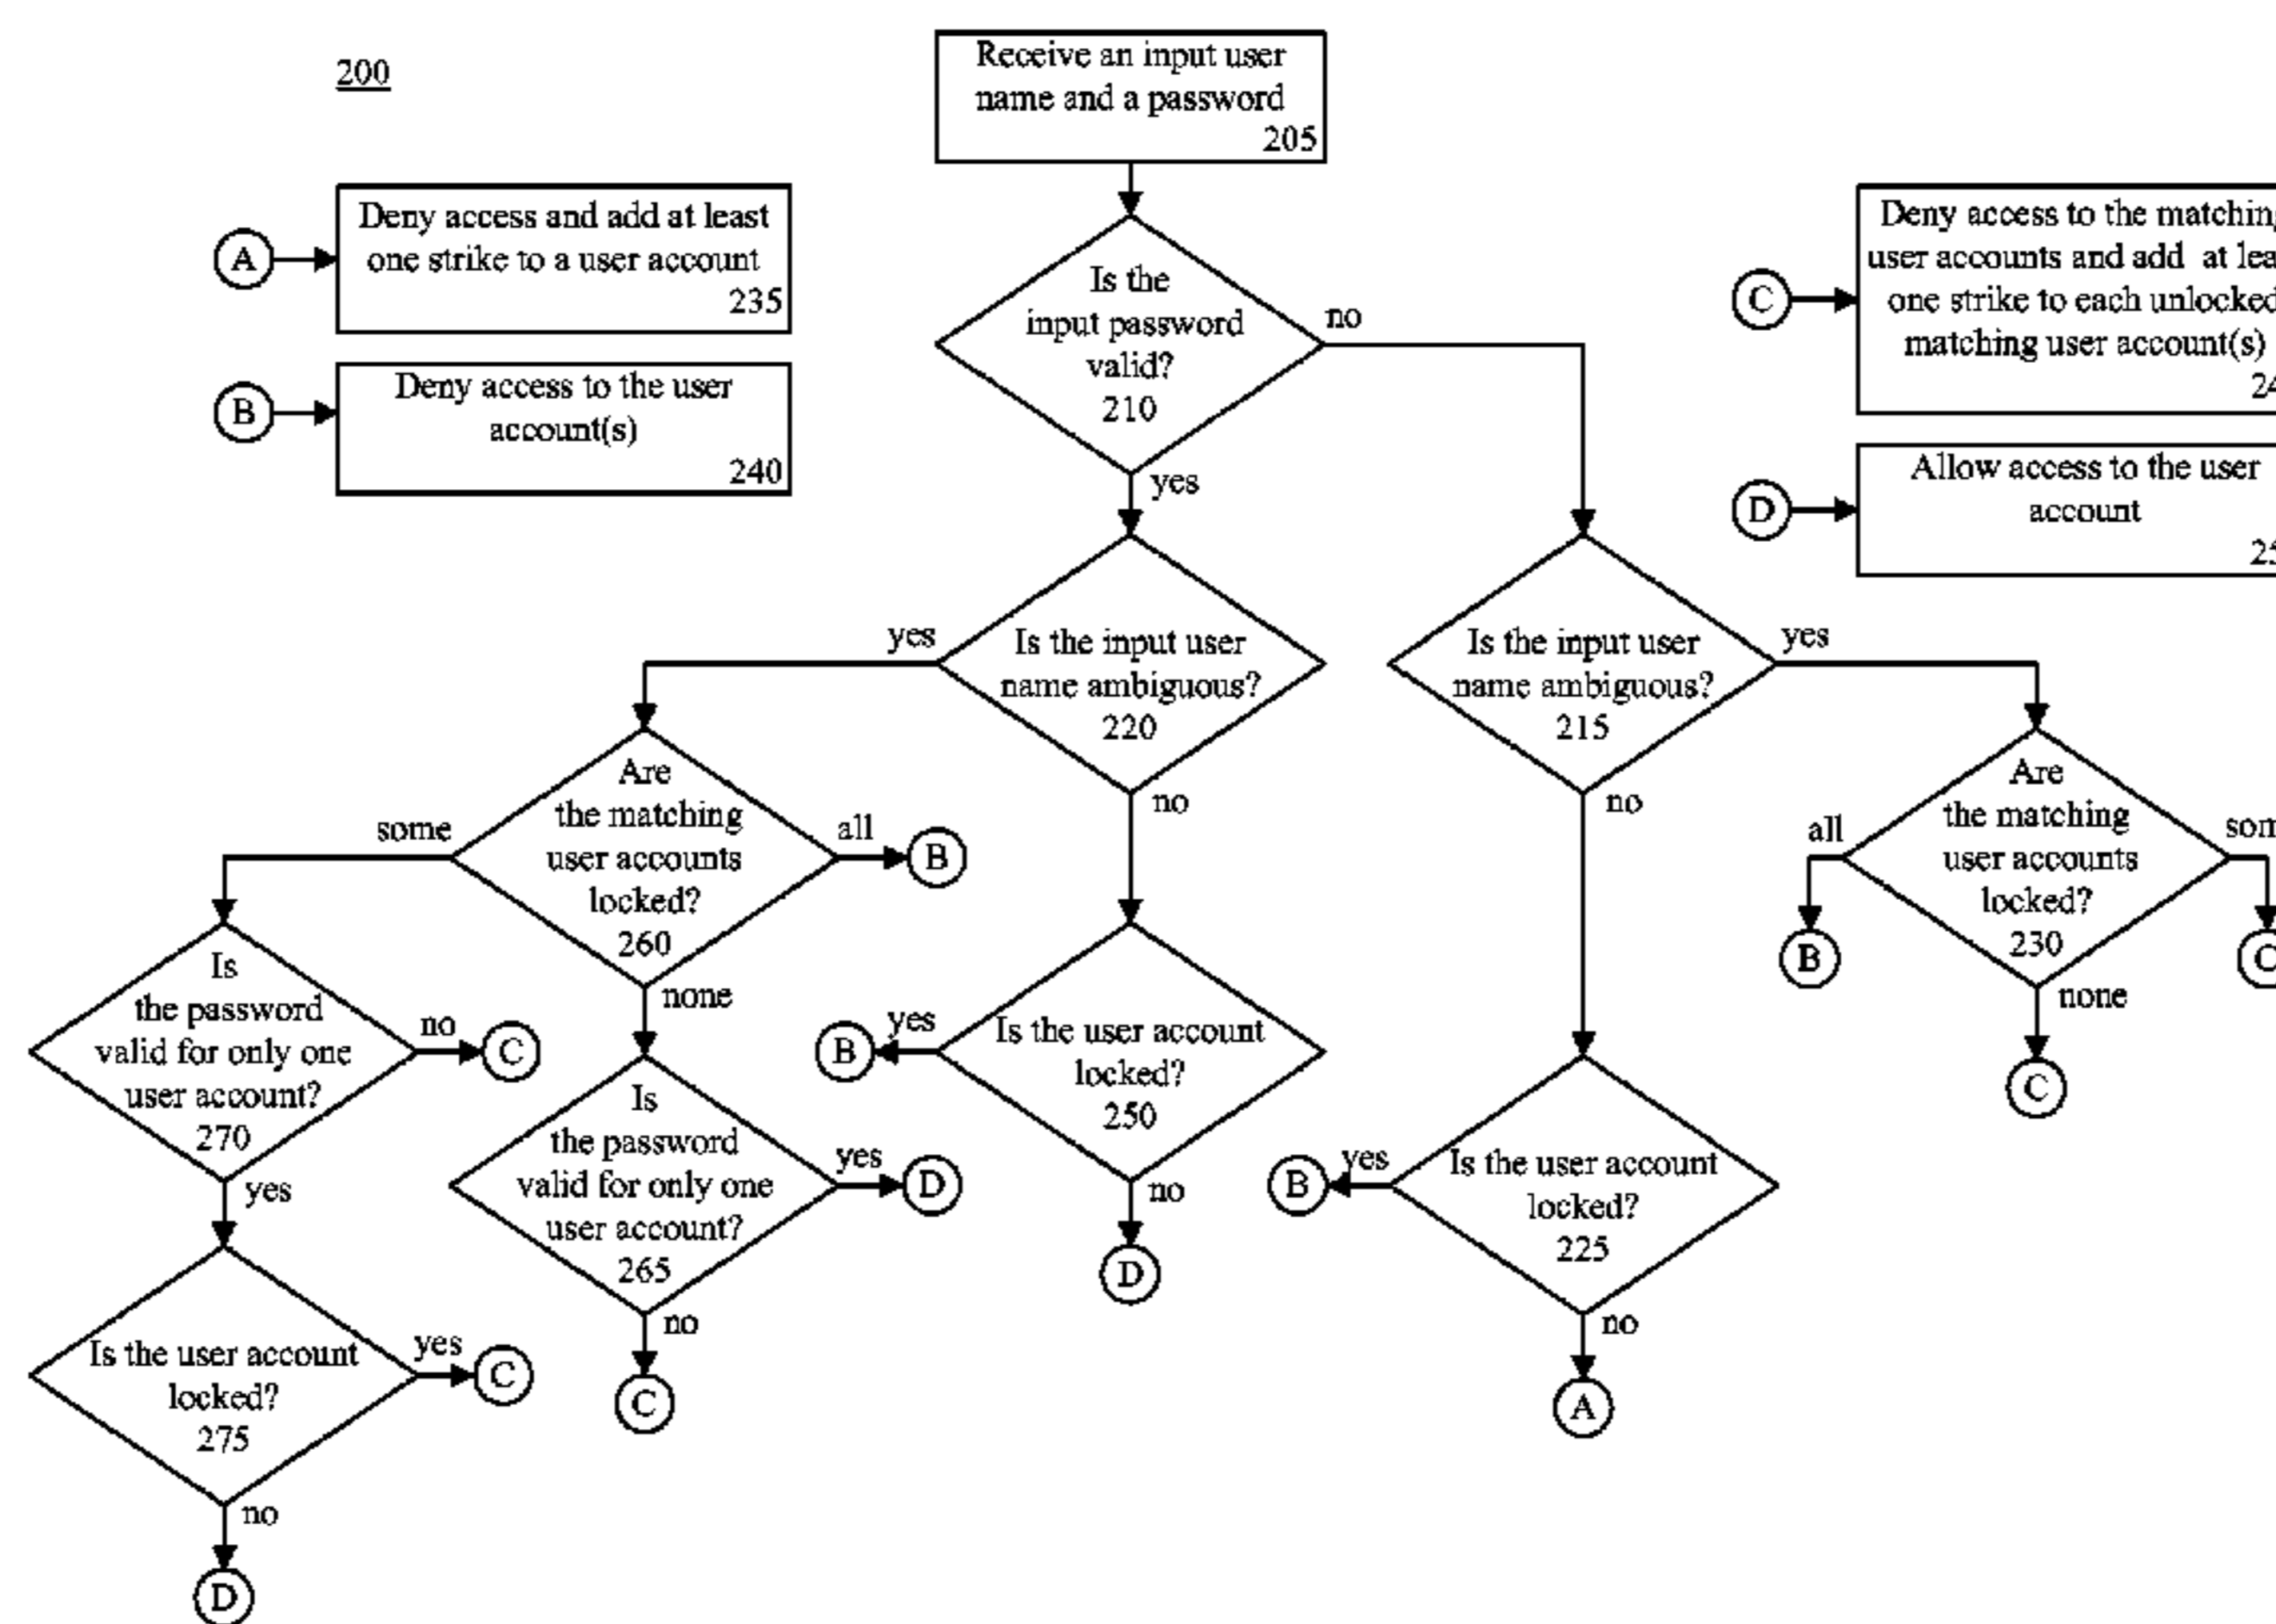 200
Receive an input user
name and a password
205
A
Deny access and add at least
one strike to a user account
235
B
Deny access to the user
account(s)
240
C
Deny access to the matching
user accounts and add at
one strike to each unlocked
matching user account(s)
D
Allow access to the user
account
Is the
input password
valid?
210
no
yes
yes
Is the input user
name ambiguous?
220
no
Is the input user
name ambiguous?
215
yes
no
some
Are
the matching
user accounts
locked?
260
all
B
none
all
Are
the matching
user accounts
locked?
230
B
C
none
C
Is
the password
valid for only one
user account?
270
no
C
yes
Is
the password
valid for only one
user account?
265
yes
D
no
C
B
yes
Is the user account
locked?
250
no
D
B
yes
Is the user account
locked?
225
no
A
Is the user account
locked?
275
yes
C
no
D